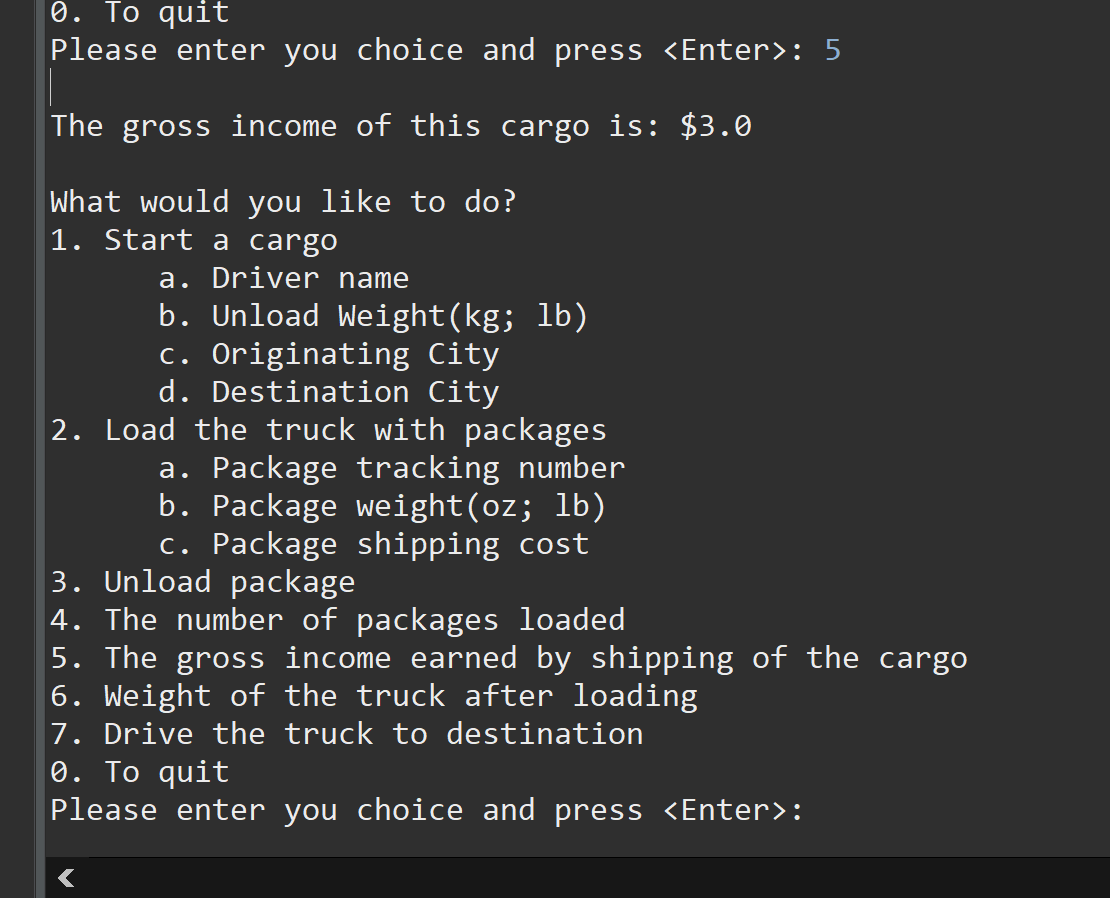 0. To quit
Please enter you choice and press <Enter>: 5
The gross income of this cargo is: $3.0
What would you like to do?
1. Start a cargo
a. Driver name
b. Unload Weight(kg; lb)
c. Originating City
d. Destination City
2. Load the truck with packages
a. Package tracking number
b. Package weight(oz; lb)
c. Package shipping cost
3. Unload package
4. The number of packages loaded
5. The gross income earned by shipping of the cargo
6. Weight of the truck after loading
7. Drive the truck to destination
0. To quit
Please enter you choice and press <Enter>: